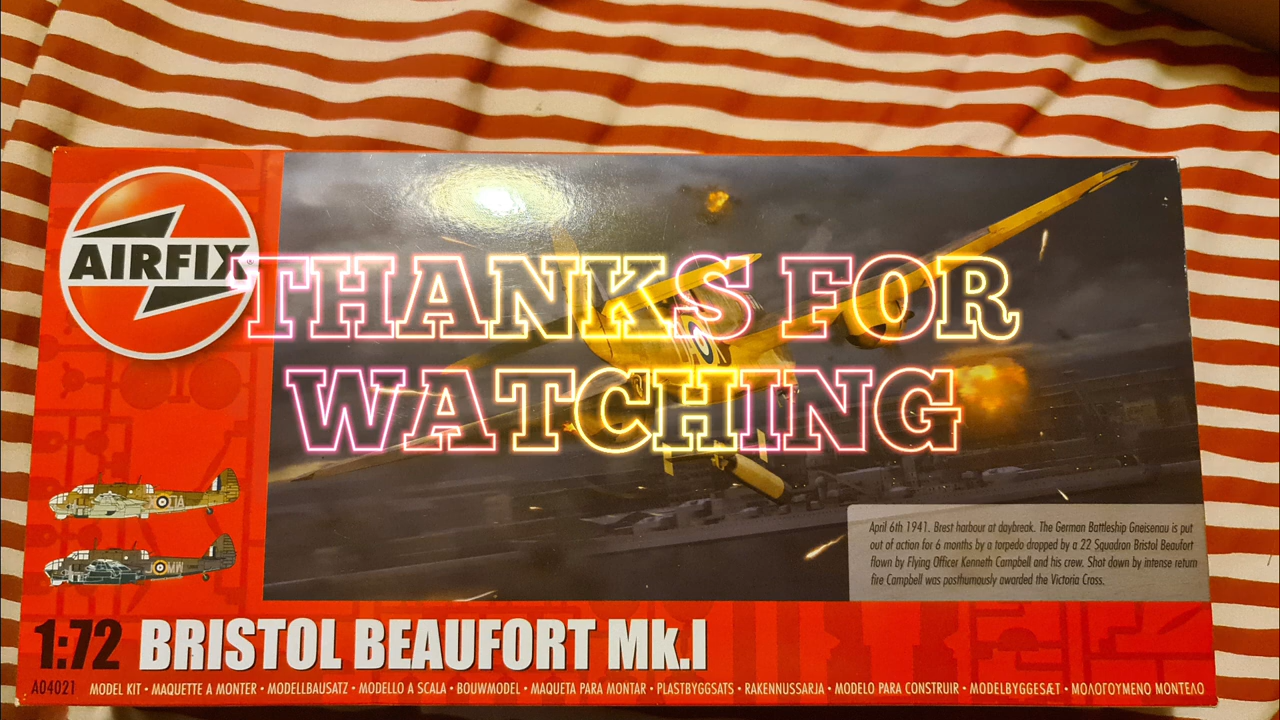 AIRFIX
THANKS FOR
WATCHING
April 6th 1941. Brest harbour at daybreak. The German Battleship Gneisenau is put
out of action for 6 months by a torpedo dropped by a 22 Squadron Bristol Beaufort
flown by Flying Officer Kenneth Campbell and his crew. Shot down by intense return
fire Campbell was posthumously awarded the Victoria Cross.
1:72 BRISTOL BEAUFORT Mk.I
A04021 MODEL KIT • MAQUETTE A MONTER • MODELLBAUSATZ • MODELLO A SCALA • BOUWMODEL • MAQUETA PARA MONTAR • PLASTBYGGSATS • RAKENNUSSARJA • MODELO PARA CONSTRUIR • MODELBYGGESÆT • ΜΟΛΟΓΟΥΜΕΝΟ ΜΟΝΤΕΛΟ